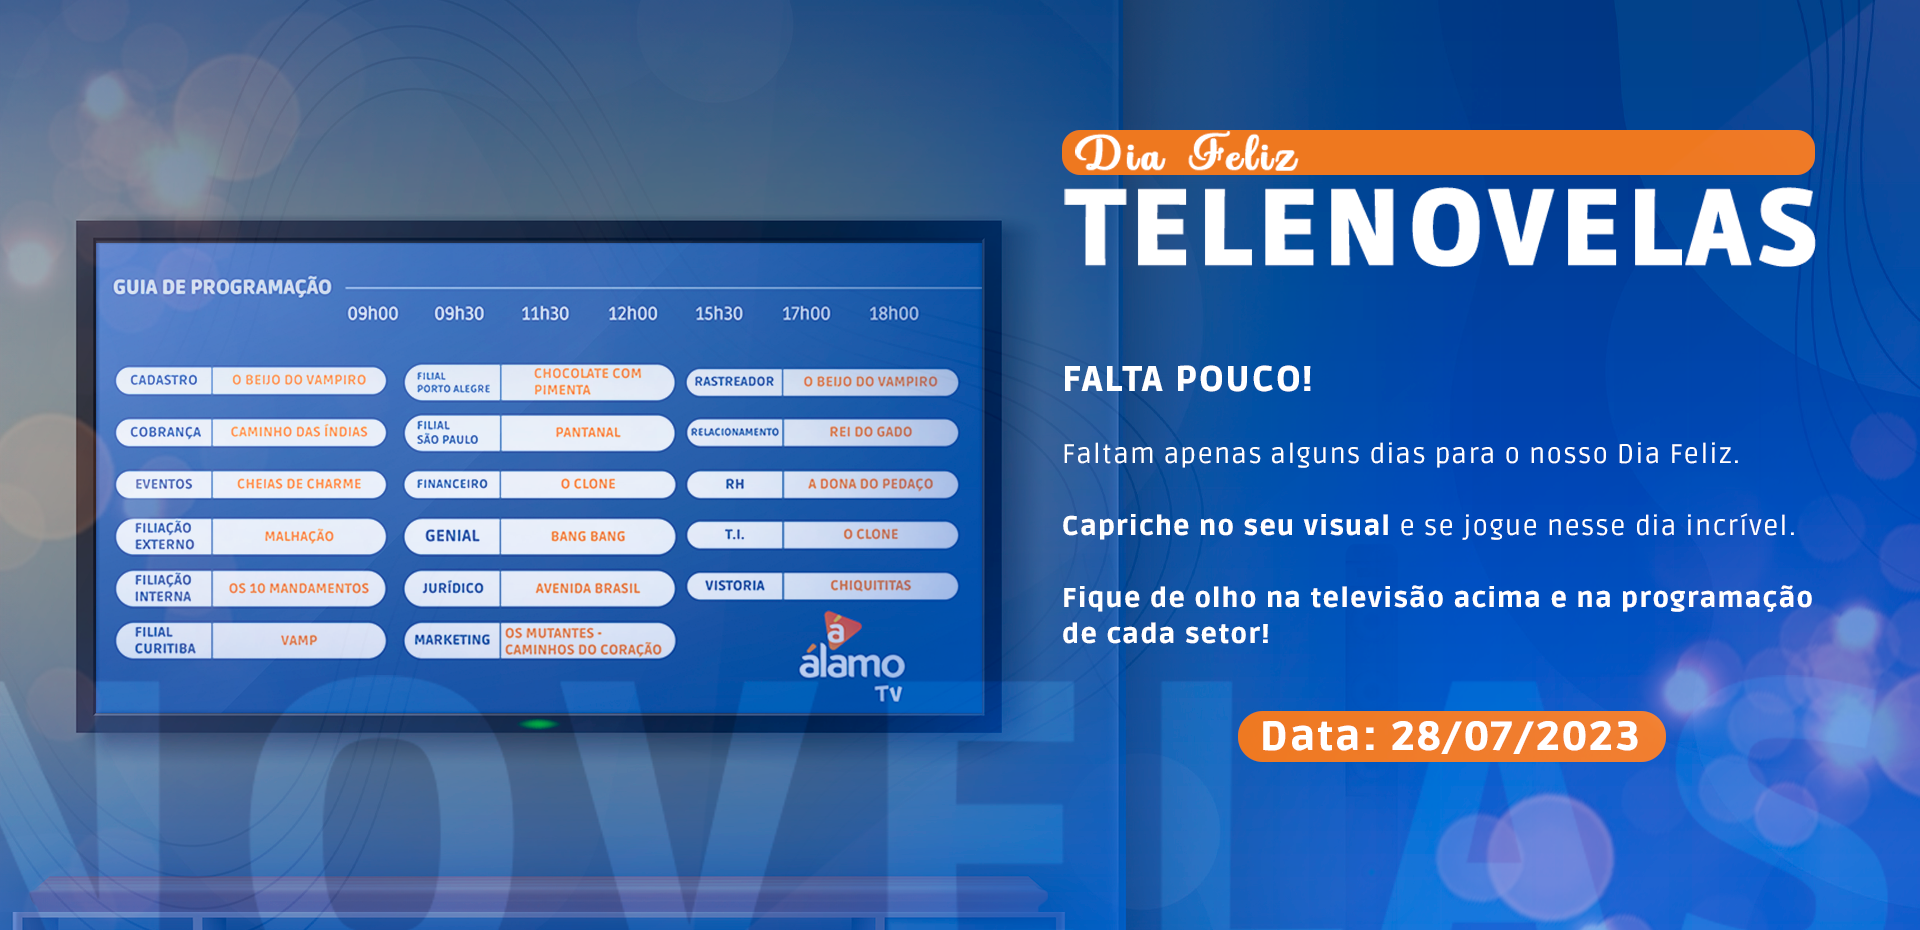 Dia Feliz
TELENOVELAS
GUIA DE PROGRAMAÇÃO
09h00 09h30 11h30 12h00 15h30 17h00 18h00
CADASTRO O BEIJO DO VAMPIRO
COBRANÇA CAMINHO DAS ÍNDIAS
EVENTOS CHEIAS DE CHARME
FILIAÇÃO
EXTERNO
MALHAÇÃO
FILIAÇÃO
INTERNA
OS 10 MANDAMENTOS
FILIAL
CURITIBA
VAMP
FILIAL
PORTO ALEGRE
CHOCOLATE COM
PIMENTA
FILIAL
SÃO PAULO
PANTANAL
FINANCEIRO O CLONE
GENIAL BANG BANG
JURÍDICO AVENIDA BRASIL
MARKETING
OS MUTANTES -
CAMINHOS DO CORAÇÃO
RASTREADOR O BEIJO DO VAMPIRO
RELACIONAMENTO REI DO GADO
RH A DONA DO PEDAÇO
T.I. O CLONE
VISTORIA CHIQUITITAS
á
álamo
TV
FALTA POUCO!
Faltam apenas alguns dias para o nosso Dia Feliz.
Capriche no seu visual e se jogue nesse dia incrível.
Fique de olho na televisão acima e na programação
de cada setor!
Data: 28/07/2023
NOVELAS